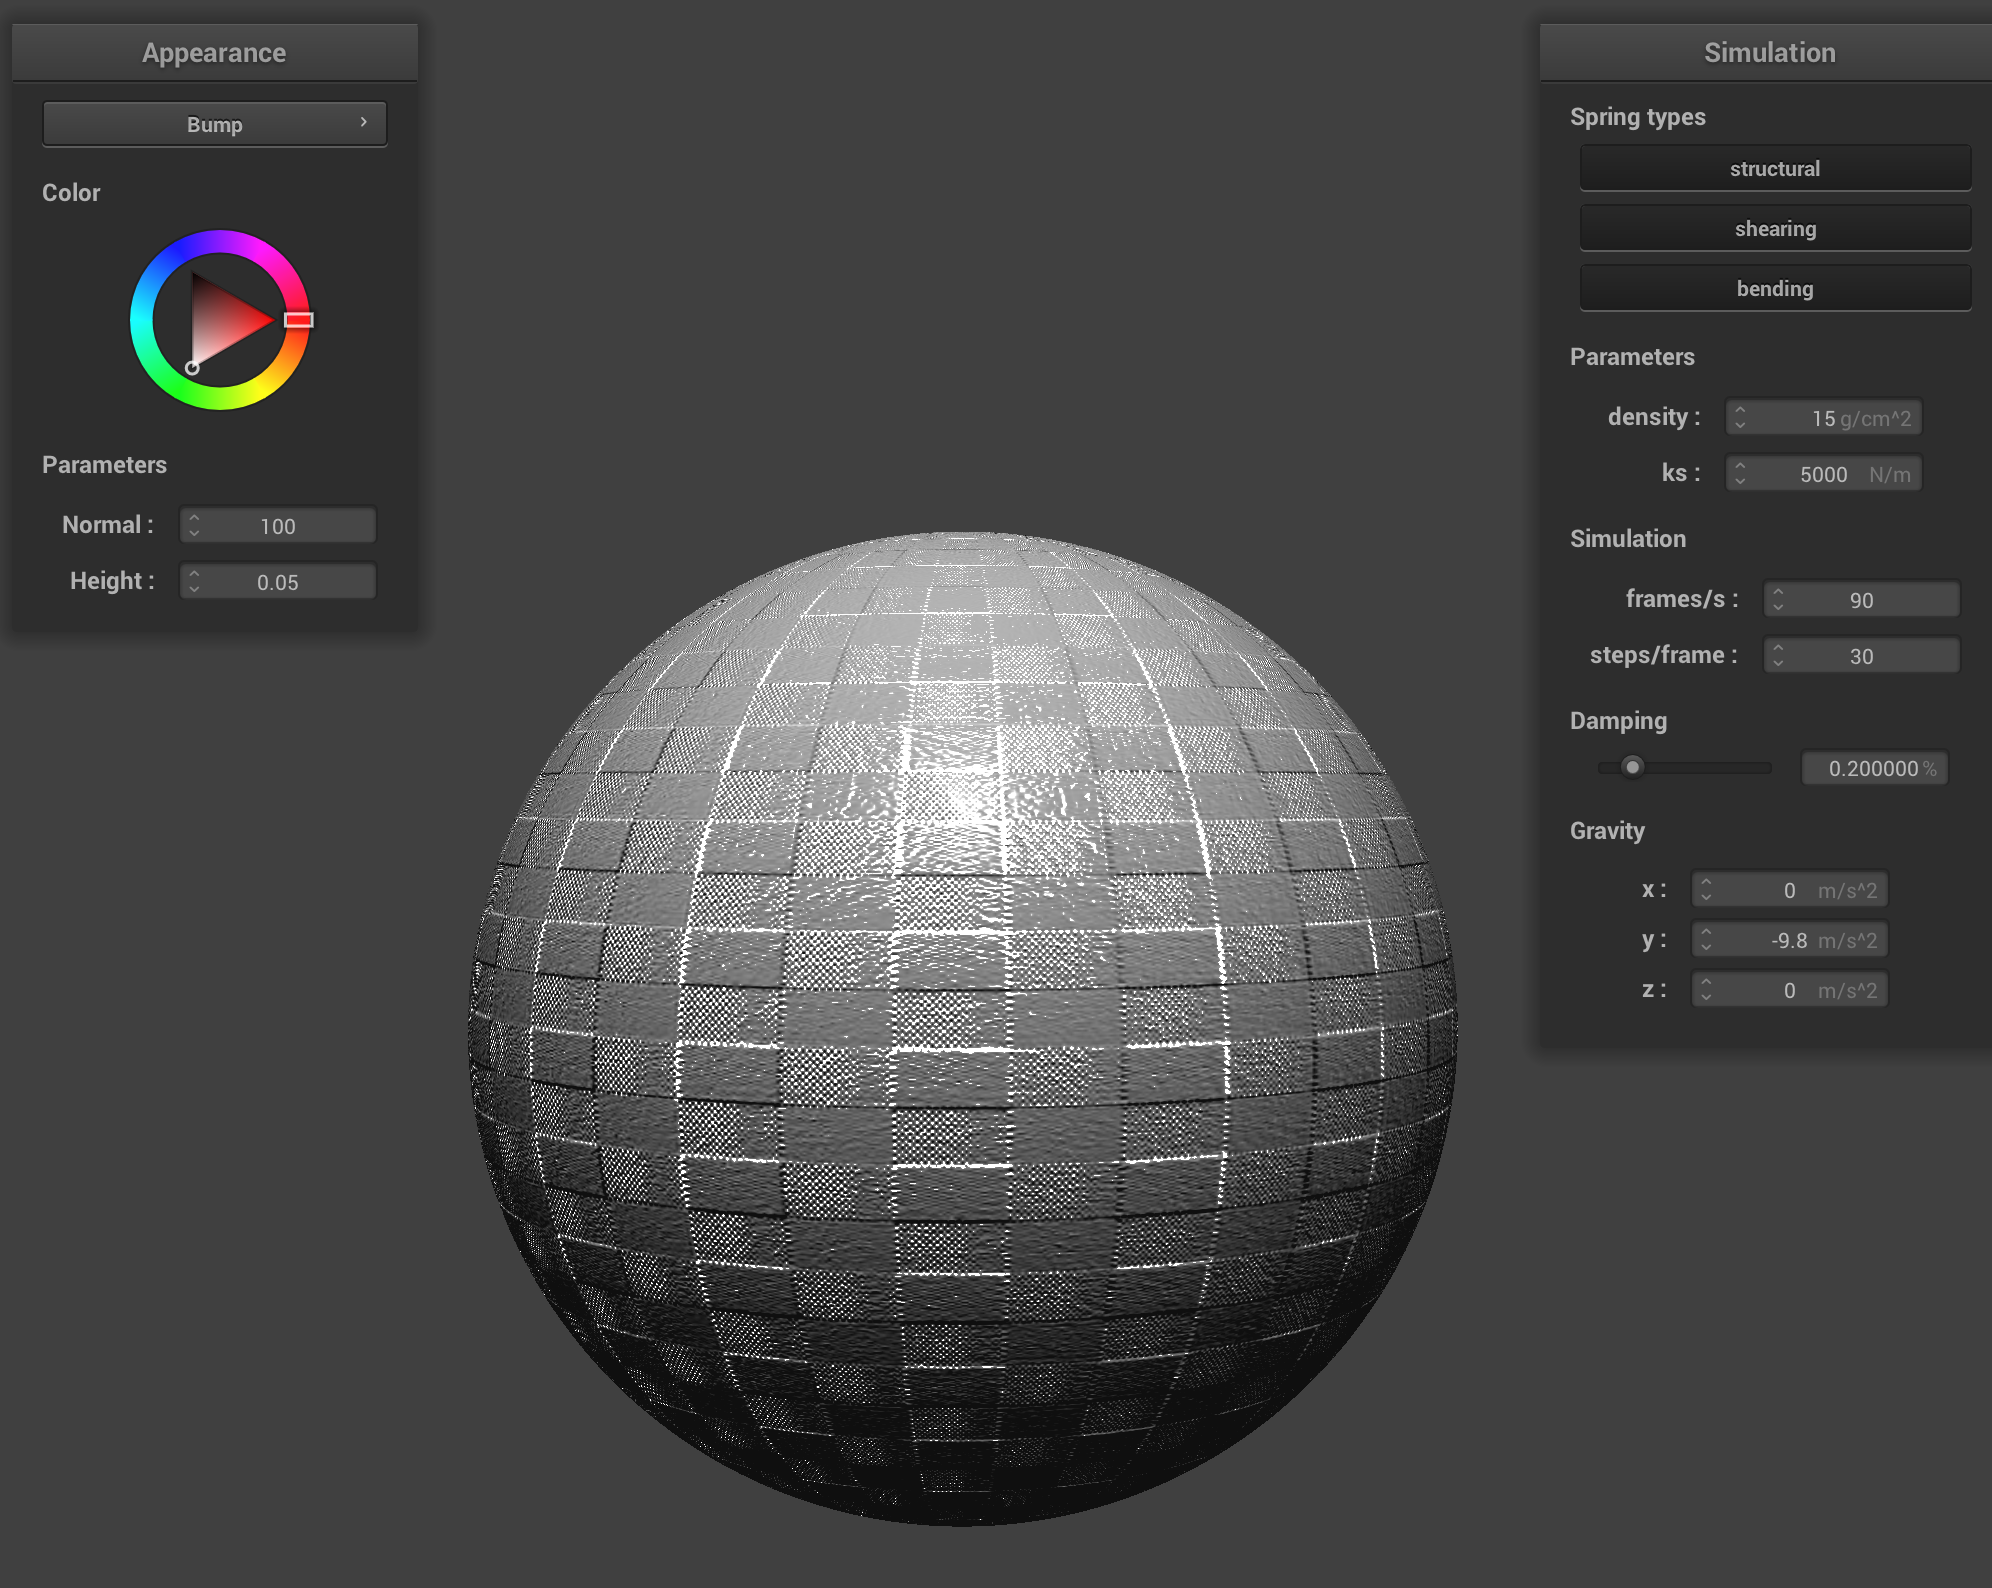 Appearance
Bump
Color
Parameters
Normal : 100
Height : 0.05
Simulation
Spring types
structural
shearing
bending
Parameters
density : 15 g/cm^2
ks : 5000 N/m
Simulation
frames/s : 90
steps/frame : 30
Damping
0.200000 %
Gravity
x : 0 m/s^2
y : -9.8 m/s^2
z : 0 m/s^2